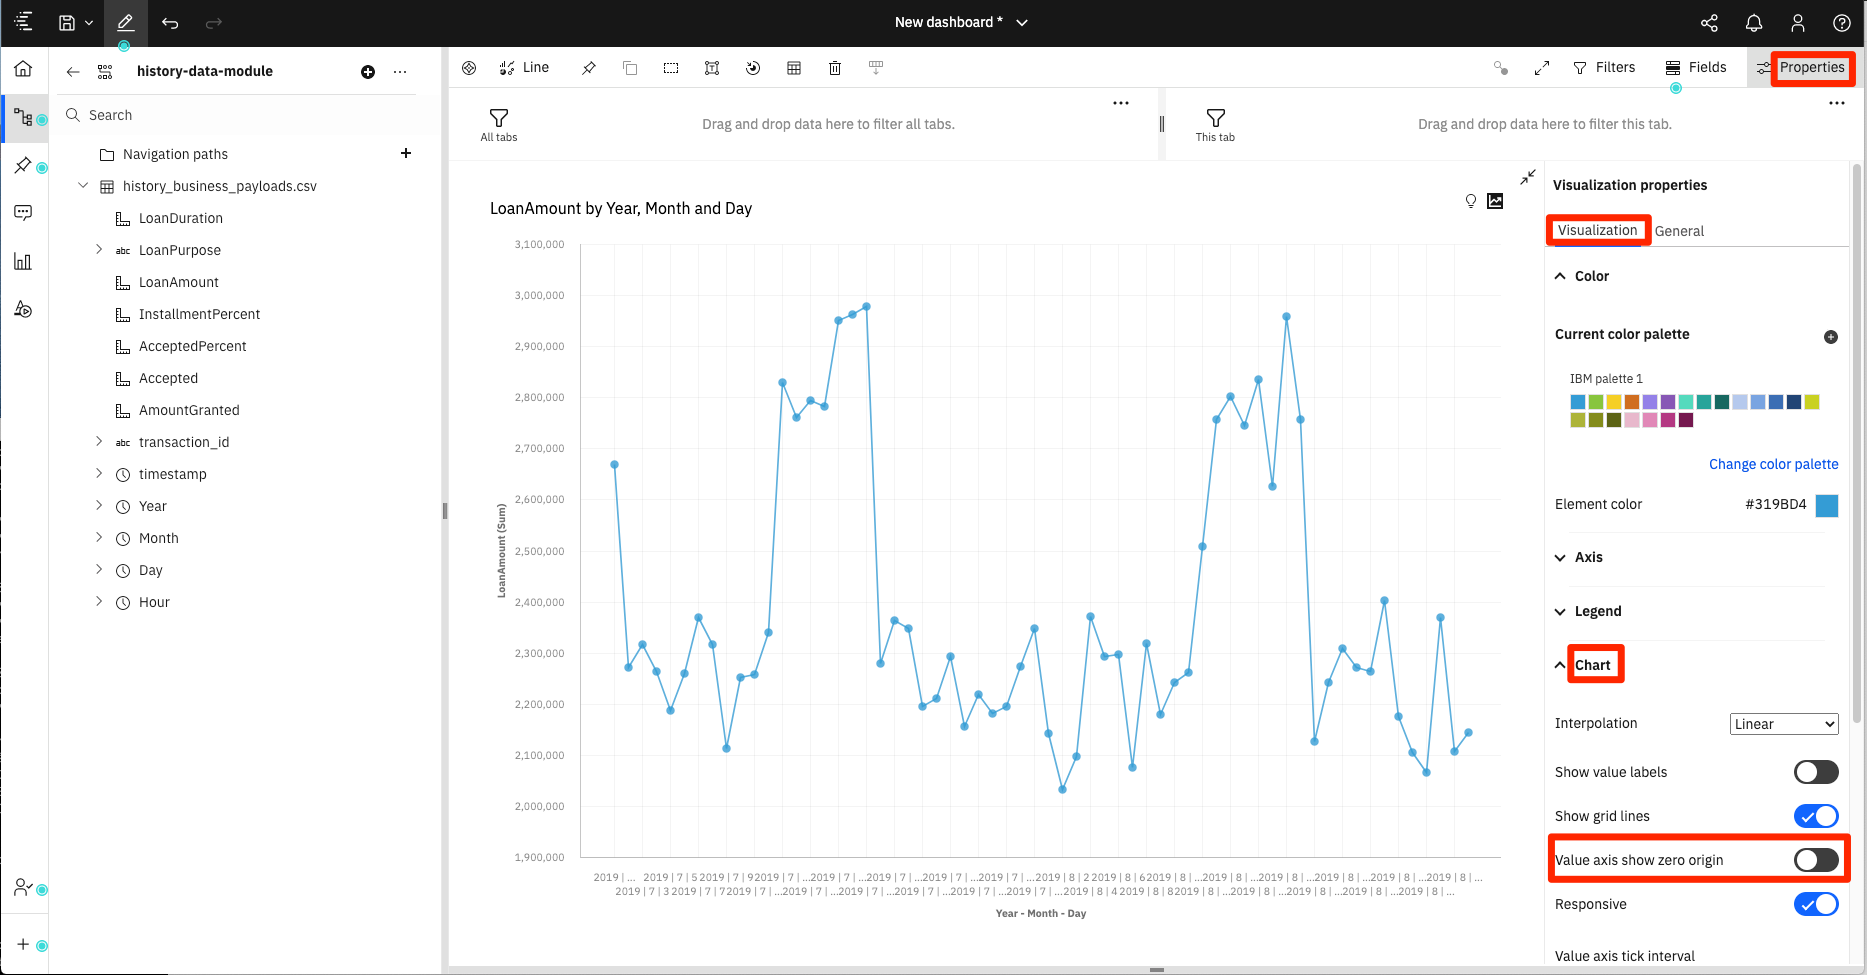 New dashboard *
history-data-module
Search
Navigation paths
history_business_payloads.csv
LoanDuration
abc LoanPurpose
LoanAmount
InstallmentPercent
AcceptedPercent
Accepted
AmountGranted
abc transaction_id
timestamp
Year
Month
Day
Hour
Line
Filters
Fields
Properties
All tabs
Drag and drop data here to filter all tabs.
This tab
Drag and drop data here to filter this tab.
LoanAmount by Year, Month and Day
3,100,000
3,000,000
2,900,000
2,800,000
2,700,000
2,600,000
2,500,000
2,400,000
2,300,000
2,200,000
2,100,000
2,000,000
1,900,000
LoanAmount (Sum)
2019 | ... 2019 | 7 | 5 2019 | 7 | 9 2019 | 7 | ... 2019 | 7 | ... 2019 | 7 | ... 2019 | 7 | ... 2019 | 7 | ... 2019 | 8 | 2 2019 | 8 | 6 2019 | 8 | ... 2019 | 8 | ... 2019 | 8 | ... 2019 | 8 | ... 2019 | 8 | ... 2019 | 8 | ...
2019 | 7 | 3 2019 | 7 | 7 2019 | 7 | ... 2019 | 7 | ... 2019 | 7 | ... 2019 | 7 | ... 2019 | 7 | ... 2019 | 7 | ... 2019 | 8 | 4 2019 | 8 | 8 2019 | 8 | ... 2019 | 8 | ... 2019 | 8 | ... 2019 | 8 | ... 2019 | 8 | ...
Year - Month - Day
Visualization properties
Visualization
General
Color
Current color palette
IBM palette 1
Change color palette
Element color #319BD4
Axis
Legend
Chart
Interpolation Linear
Show value labels
Show grid lines
Value axis show zero origin
Responsive
Value axis tick interval